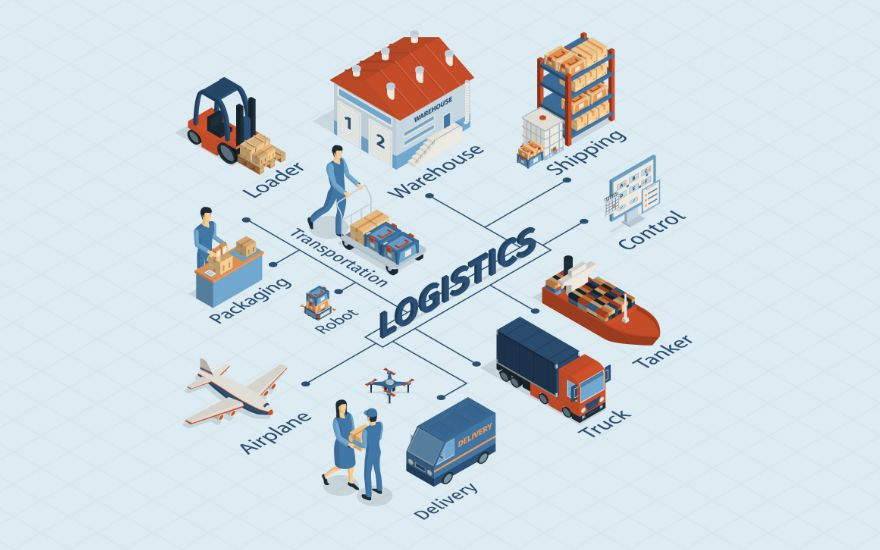 WAREHOUSE
1
2
Loader
Warehouse
Shipping
Control
Transportation
Packaging
Robot
LOGISTICS
Tanker
Airplane
Truck
DELIVERY
Delivery